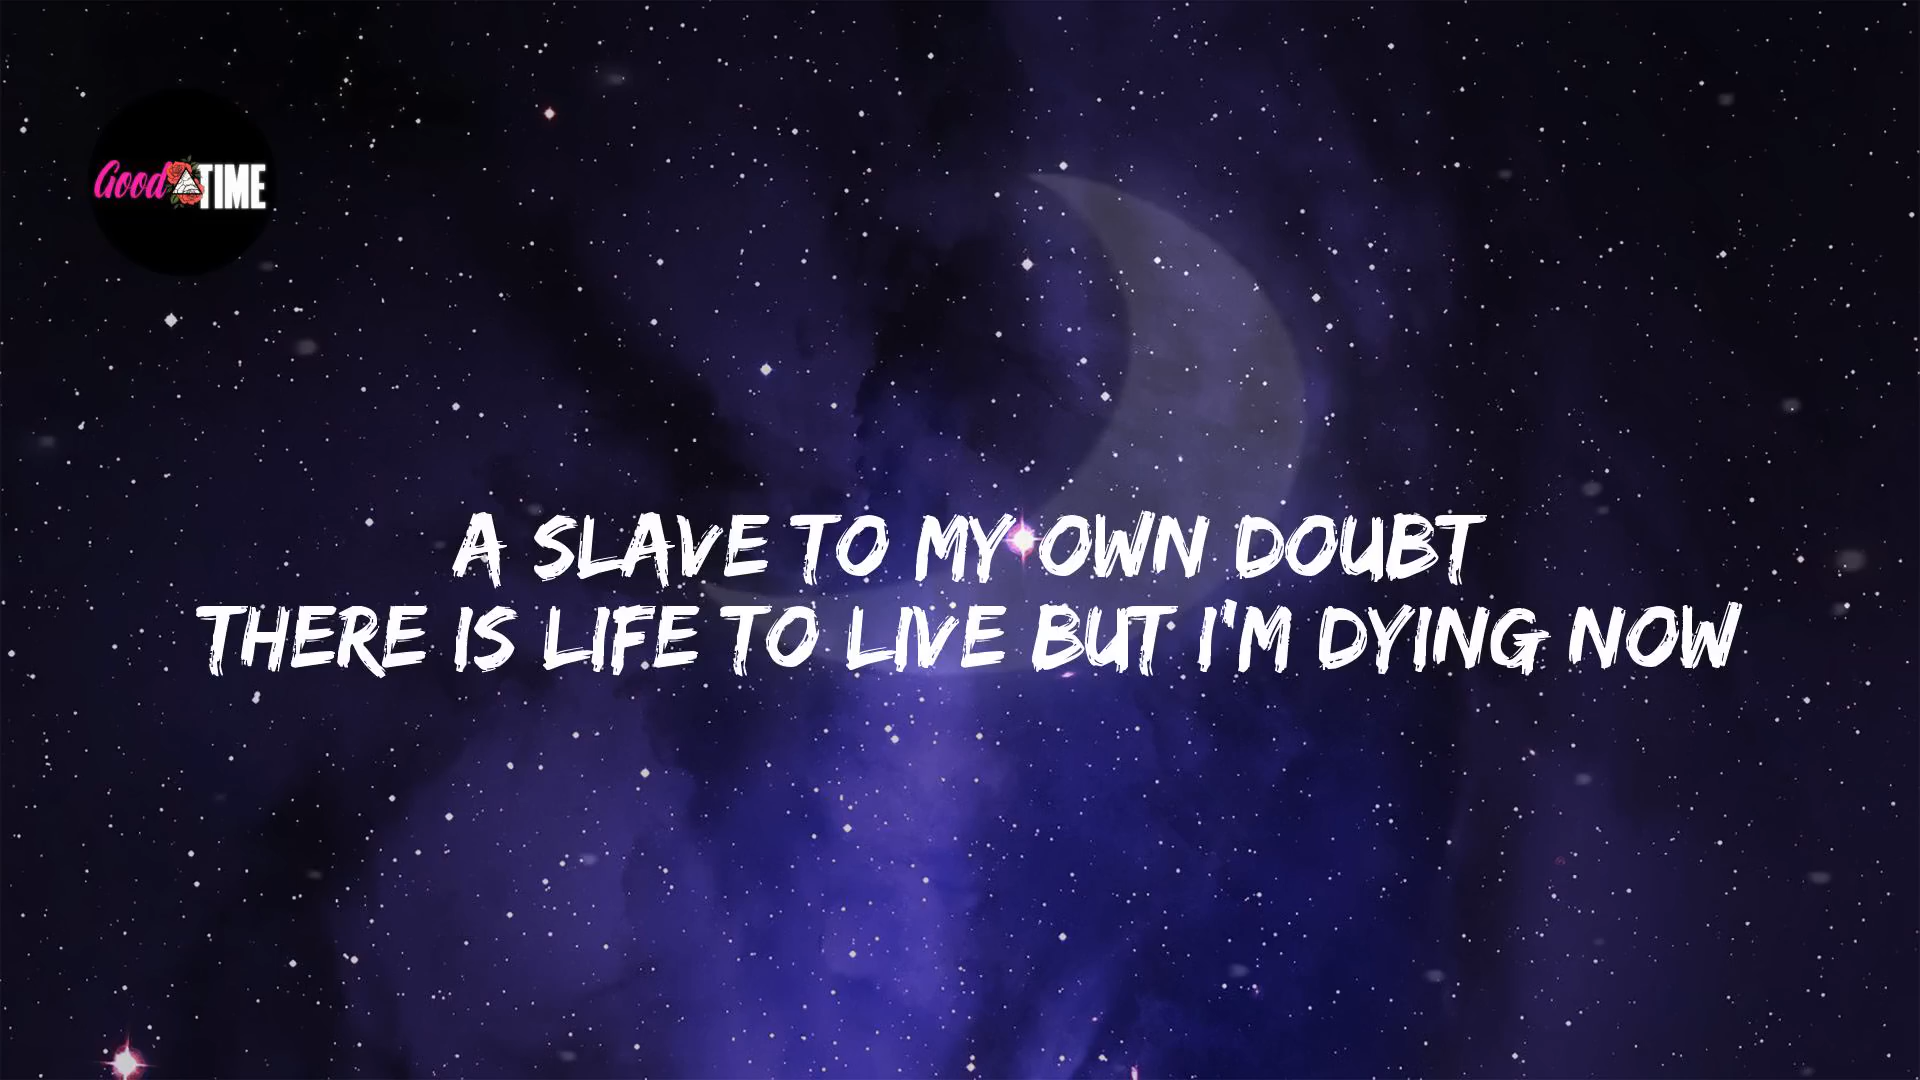 Good TIME
A SLAVE TO MY OWN DOUBT
THERE IS LIFE TO LIVE BUT I'M DYING NOW